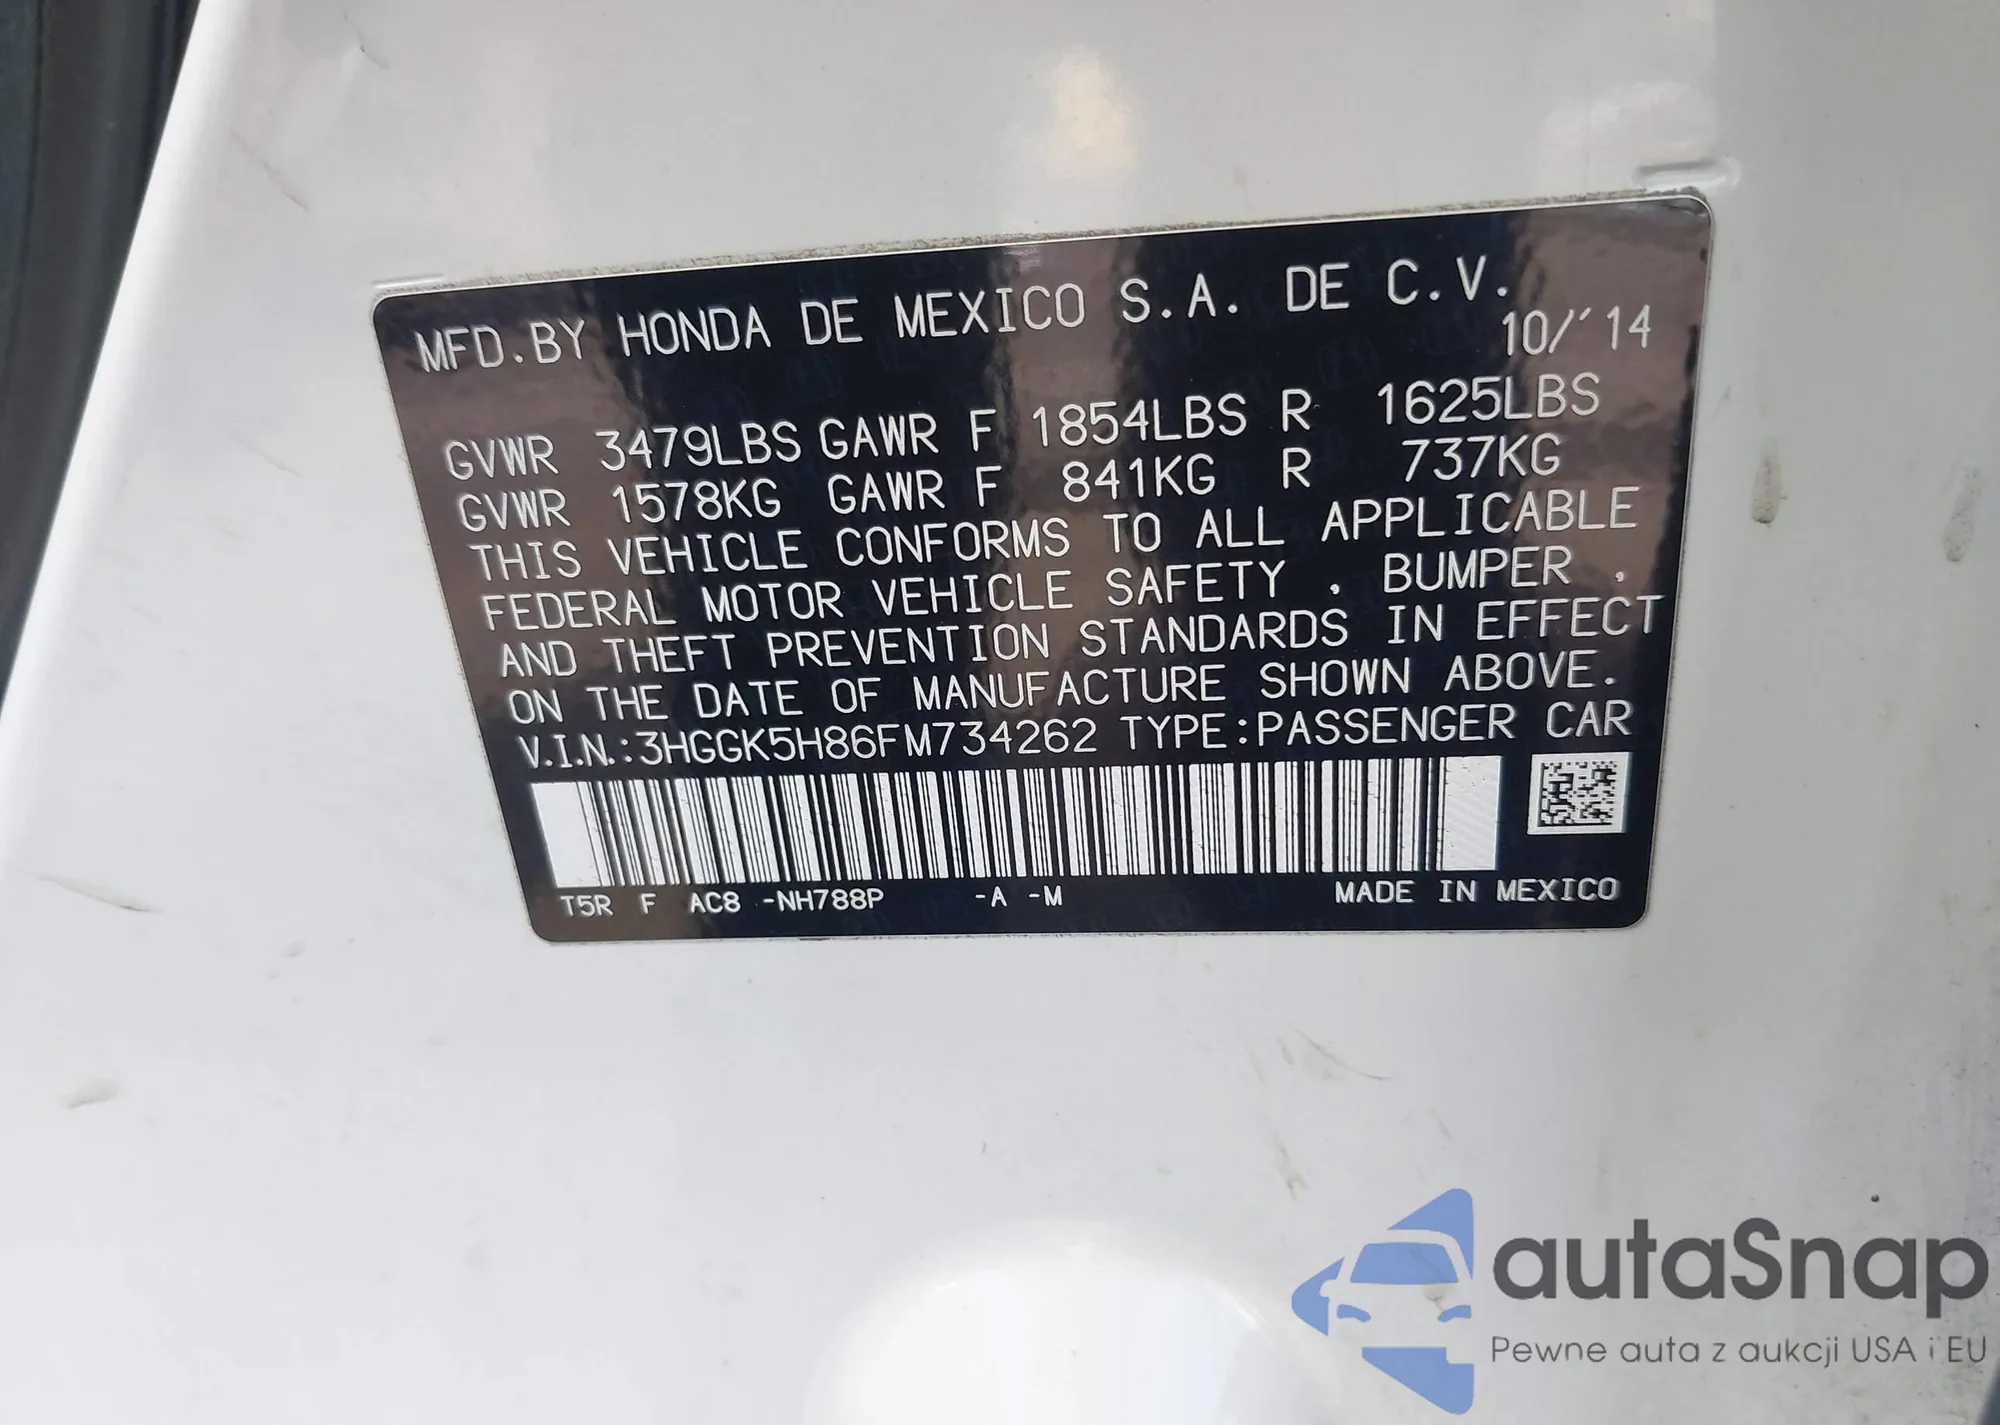 MFD.BY HONDA DE MEXICO S.A. DE C.V.
10/'14
GVWR 3479LBS GAWR F 1854LBS R 1625LBS
GVWR 1578KG GAWR F 841KG R 737KG
THIS VEHICLE CONFORMS TO ALL APPLICABLE
FEDERAL MOTOR VEHICLE SAFETY , BUMPER ,
AND THEFT PREVENTION STANDARDS IN EFFECT
ON THE DATE OF MANUFACTURE SHOWN ABOVE.
V.I.N.:3HGGK5H86FM734262 TYPE:PASSENGER CAR
T5R F AC8 -NH788P -A -M MADE IN MEXICO
autaSnap
Pewne auta z aukcji USA i EU